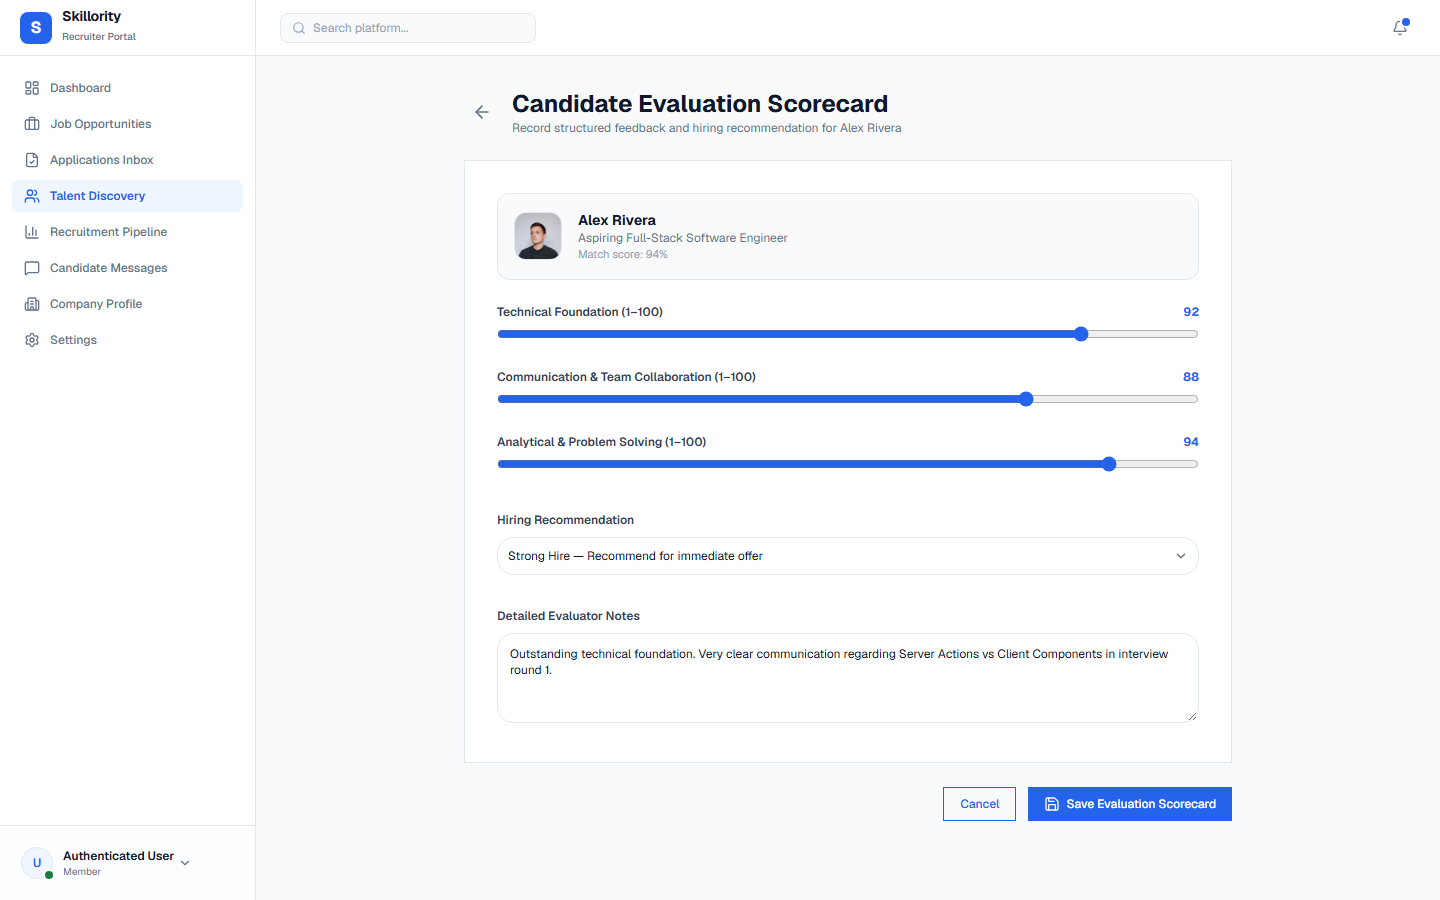 S
Skillority
Recruiter Portal
Search platform...
Dashboard
Job Opportunities
Applications Inbox
Talent Discovery
Recruitment Pipeline
Candidate Messages
Company Profile
Settings
U
Authenticated User
Member
Candidate Evaluation Scorecard
Record structured feedback and hiring recommendation for Alex Rivera
Alex Rivera
Aspiring Full-Stack Software Engineer
Match score: 94%
Technical Foundation (1–100) 92
Communication & Team Collaboration (1–100) 88
Analytical & Problem Solving (1–100) 94
Hiring Recommendation
Strong Hire — Recommend for immediate offer
Detailed Evaluator Notes
Outstanding technical foundation. Very clear communication regarding Server Actions vs Client Components in interview
round 1.
Cancel
Save Evaluation Scorecard